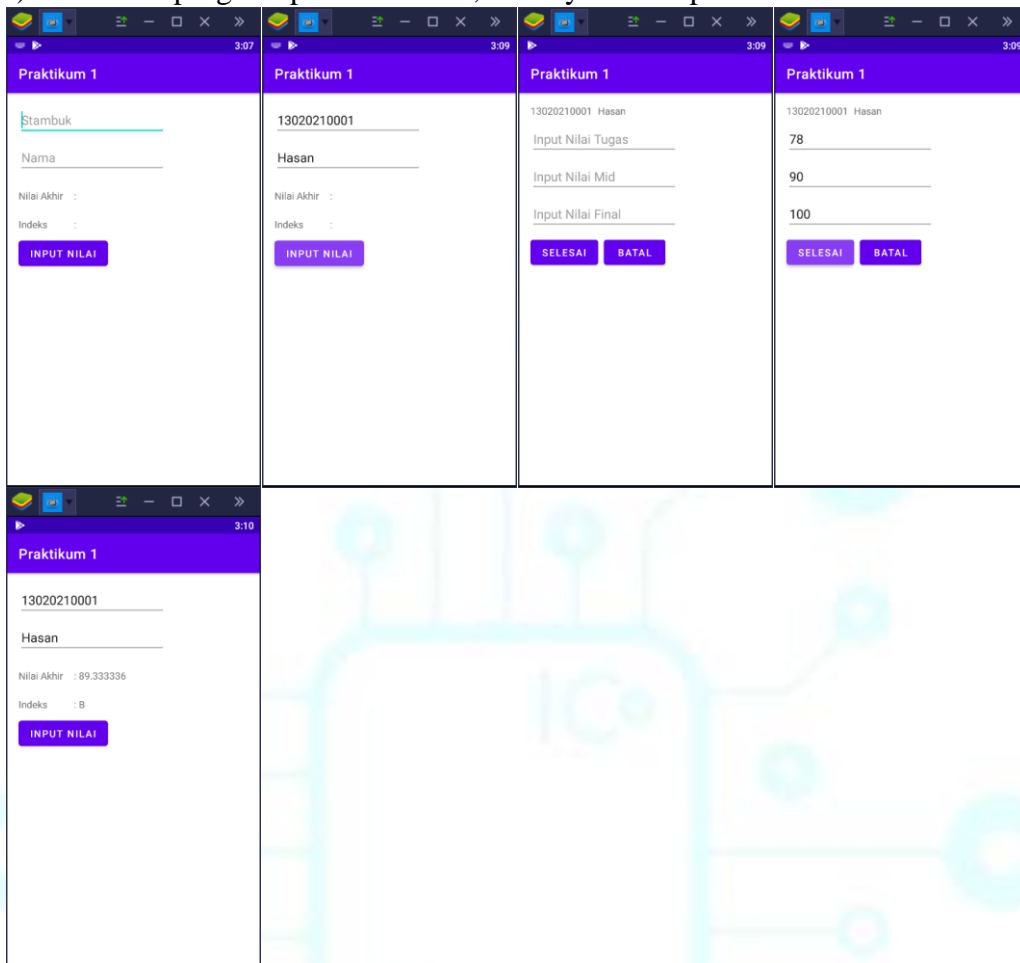 3:07
Praktikum 1
Stambuk
Nama
Nilai Akhir :
Indeks :
INPUT NILAI
3:09
Praktikum 1
13020210001
Hasan
Nilai Akhir :
Indeks :
INPUT NILAI
3:09
Praktikum 1
13020210001 Hasan
Input Nilai Tugas
Input Nilai Mid
Input Nilai Final
SELESAI BATAL
3:09
Praktikum 1
13020210001 Hasan
78
90
100
SELESAI BATAL
3:10
Praktikum 1
13020210001
Hasan
Nilai Akhir : 89.333336
Indeks : B
INPUT NILAI